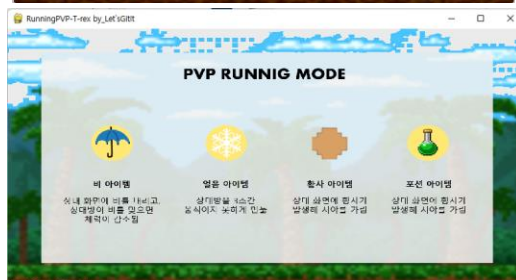 RunningPVP-T-rex by_Let'sGitIt
PVP RUNNIG MODE
비 아이템
얼음 아이템
황사 아이템
포션 아이템
상대 화면에 비를 내리고,
상대방이 비를 맞으면
체력이 감소됨
상대방을 4초간
움직이지 못하게 만듦
상대 화면에 황사가
발생해 시야를 가림
상대 화면에 황사가
발생해 시야를 가림